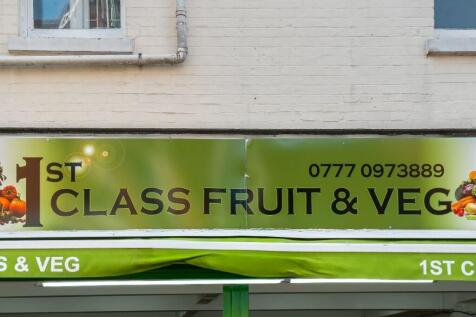 1ST
0777 0973889
CLASS FRUIT & VEG
S & VEG
1ST C